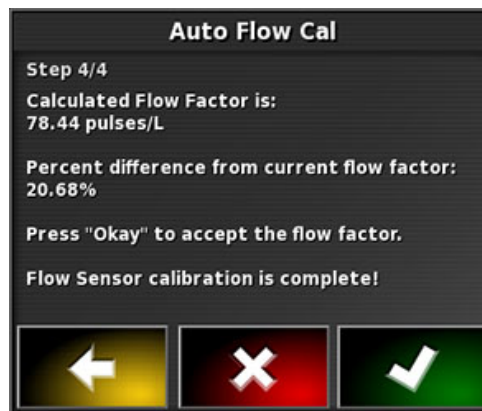 Auto Flow Cal
Step 4/4
Calculated Flow Factor is:
78.44 pulses/L
Percent difference from current flow factor:
20.68%
Press "Okay" to accept the flow factor.
Flow Sensor calibration is complete!